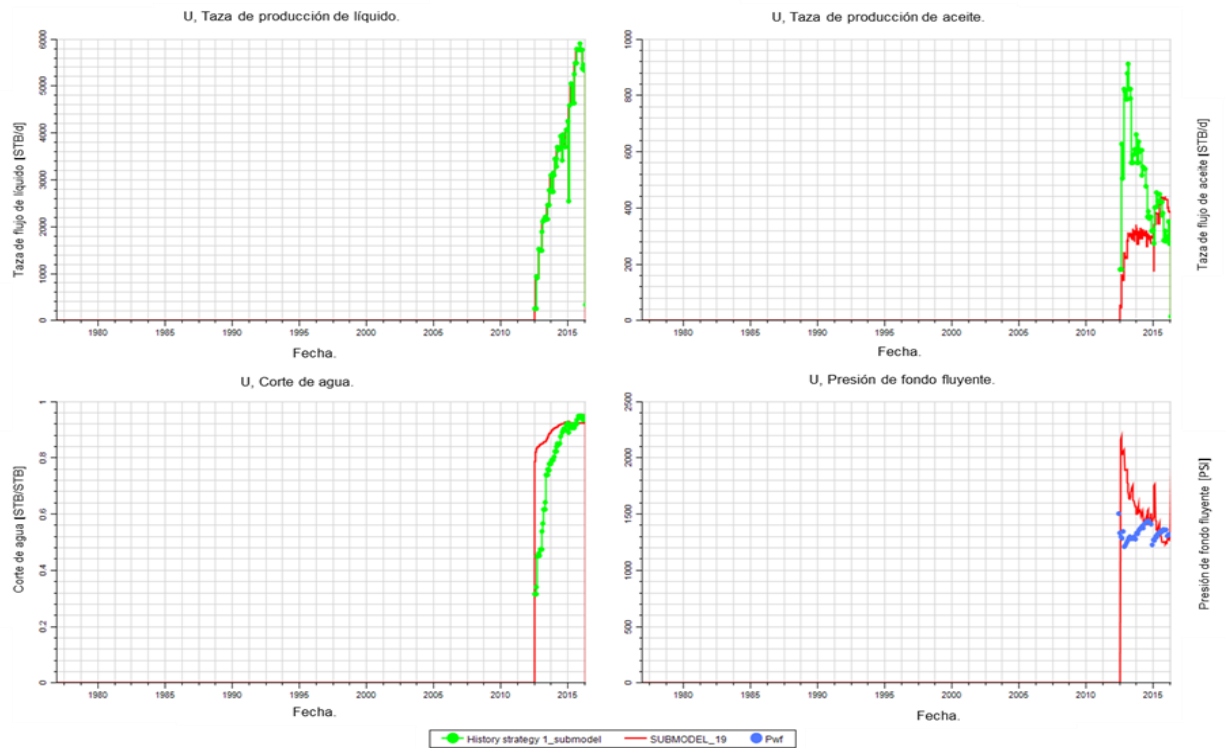 U, Taza de producción de líquido.
U, Taza de producción de aceite.
Taza de flujo de líquido [STB/d]
6000
5000
4000
3000
2000
1000
0
1980 1985 1990 1995 2000 2005 2010 2015
Fecha.
1000
800
600
400
200
0
1980 1985 1990 1995 2000 2005 2010 2015
Fecha.
Taza de flujo de aceite [STB/d]
U, Corte de agua.
U, Presión de fondo fluyente.
Corte de agua [STB/STB]
1
0.8
0.6
0.4
0.2
0
1980 1985 1990 1995 2000 2005 2010 2015
Fecha.
2500
2000
1500
1000
500
0
1980 1985 1990 1995 2000 2005 2010 2015
Fecha.
Presión de fondo fluyente [PSI]
History strategy 1_submodel SUBMODEL_19 Pwf